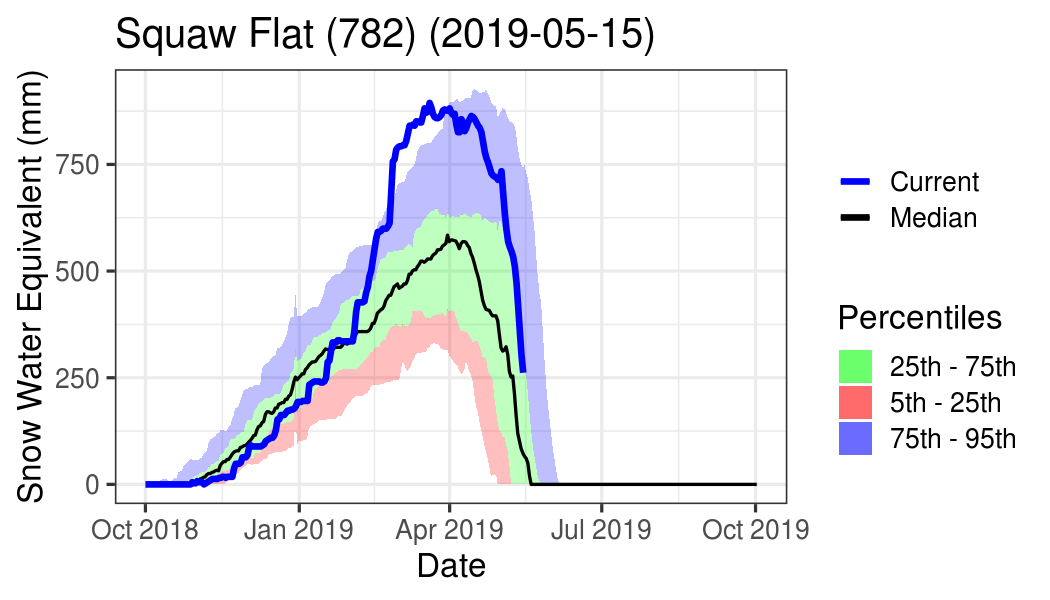 Squaw Flat (782) (2019-05-15)
Snow Water Equivalent (mm)
750
500
250
0
Oct 2018
Jan 2019
Apr 2019
Jul 2019
Oct 2019
Date
Current
Median
Percentiles
25th - 75th
5th - 25th
75th - 95th